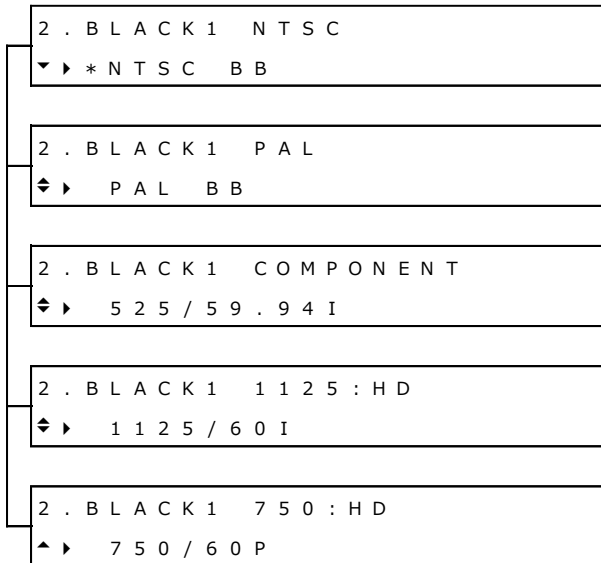 2.BLACK1 NTSC
*NTSC BB
2.BLACK1 PAL
PAL BB
2.BLACK1 COMPONENT
525/59.94I
2.BLACK1 1125:HD
1125/60I
2.BLACK1 750:HD
750/60P